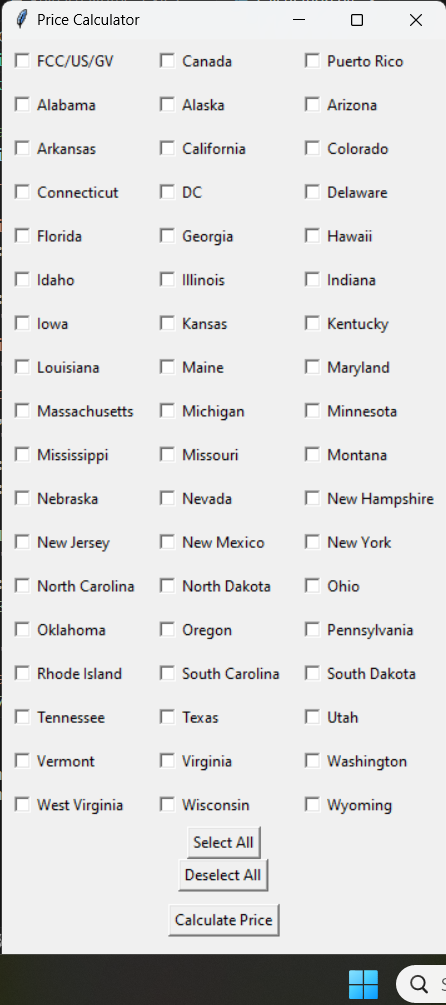 Price Calculator
FCC/US/GV Canada Puerto Rico
Alabama Alaska Arizona
Arkansas California Colorado
Connecticut DC Delaware
Florida Georgia Hawaii
Idaho Illinois Indiana
Iowa Kansas Kentucky
Louisiana Maine Maryland
Massachusetts Michigan Minnesota
Mississippi Missouri Montana
Nebraska Nevada New Hampshire
New Jersey New Mexico New York
North Carolina North Dakota Ohio
Oklahoma Oregon Pennsylvania
Rhode Island South Carolina South Dakota
Tennessee Texas Utah
Vermont Virginia Washington
West Virginia Wisconsin Wyoming
Select All
Deselect All
Calculate Price